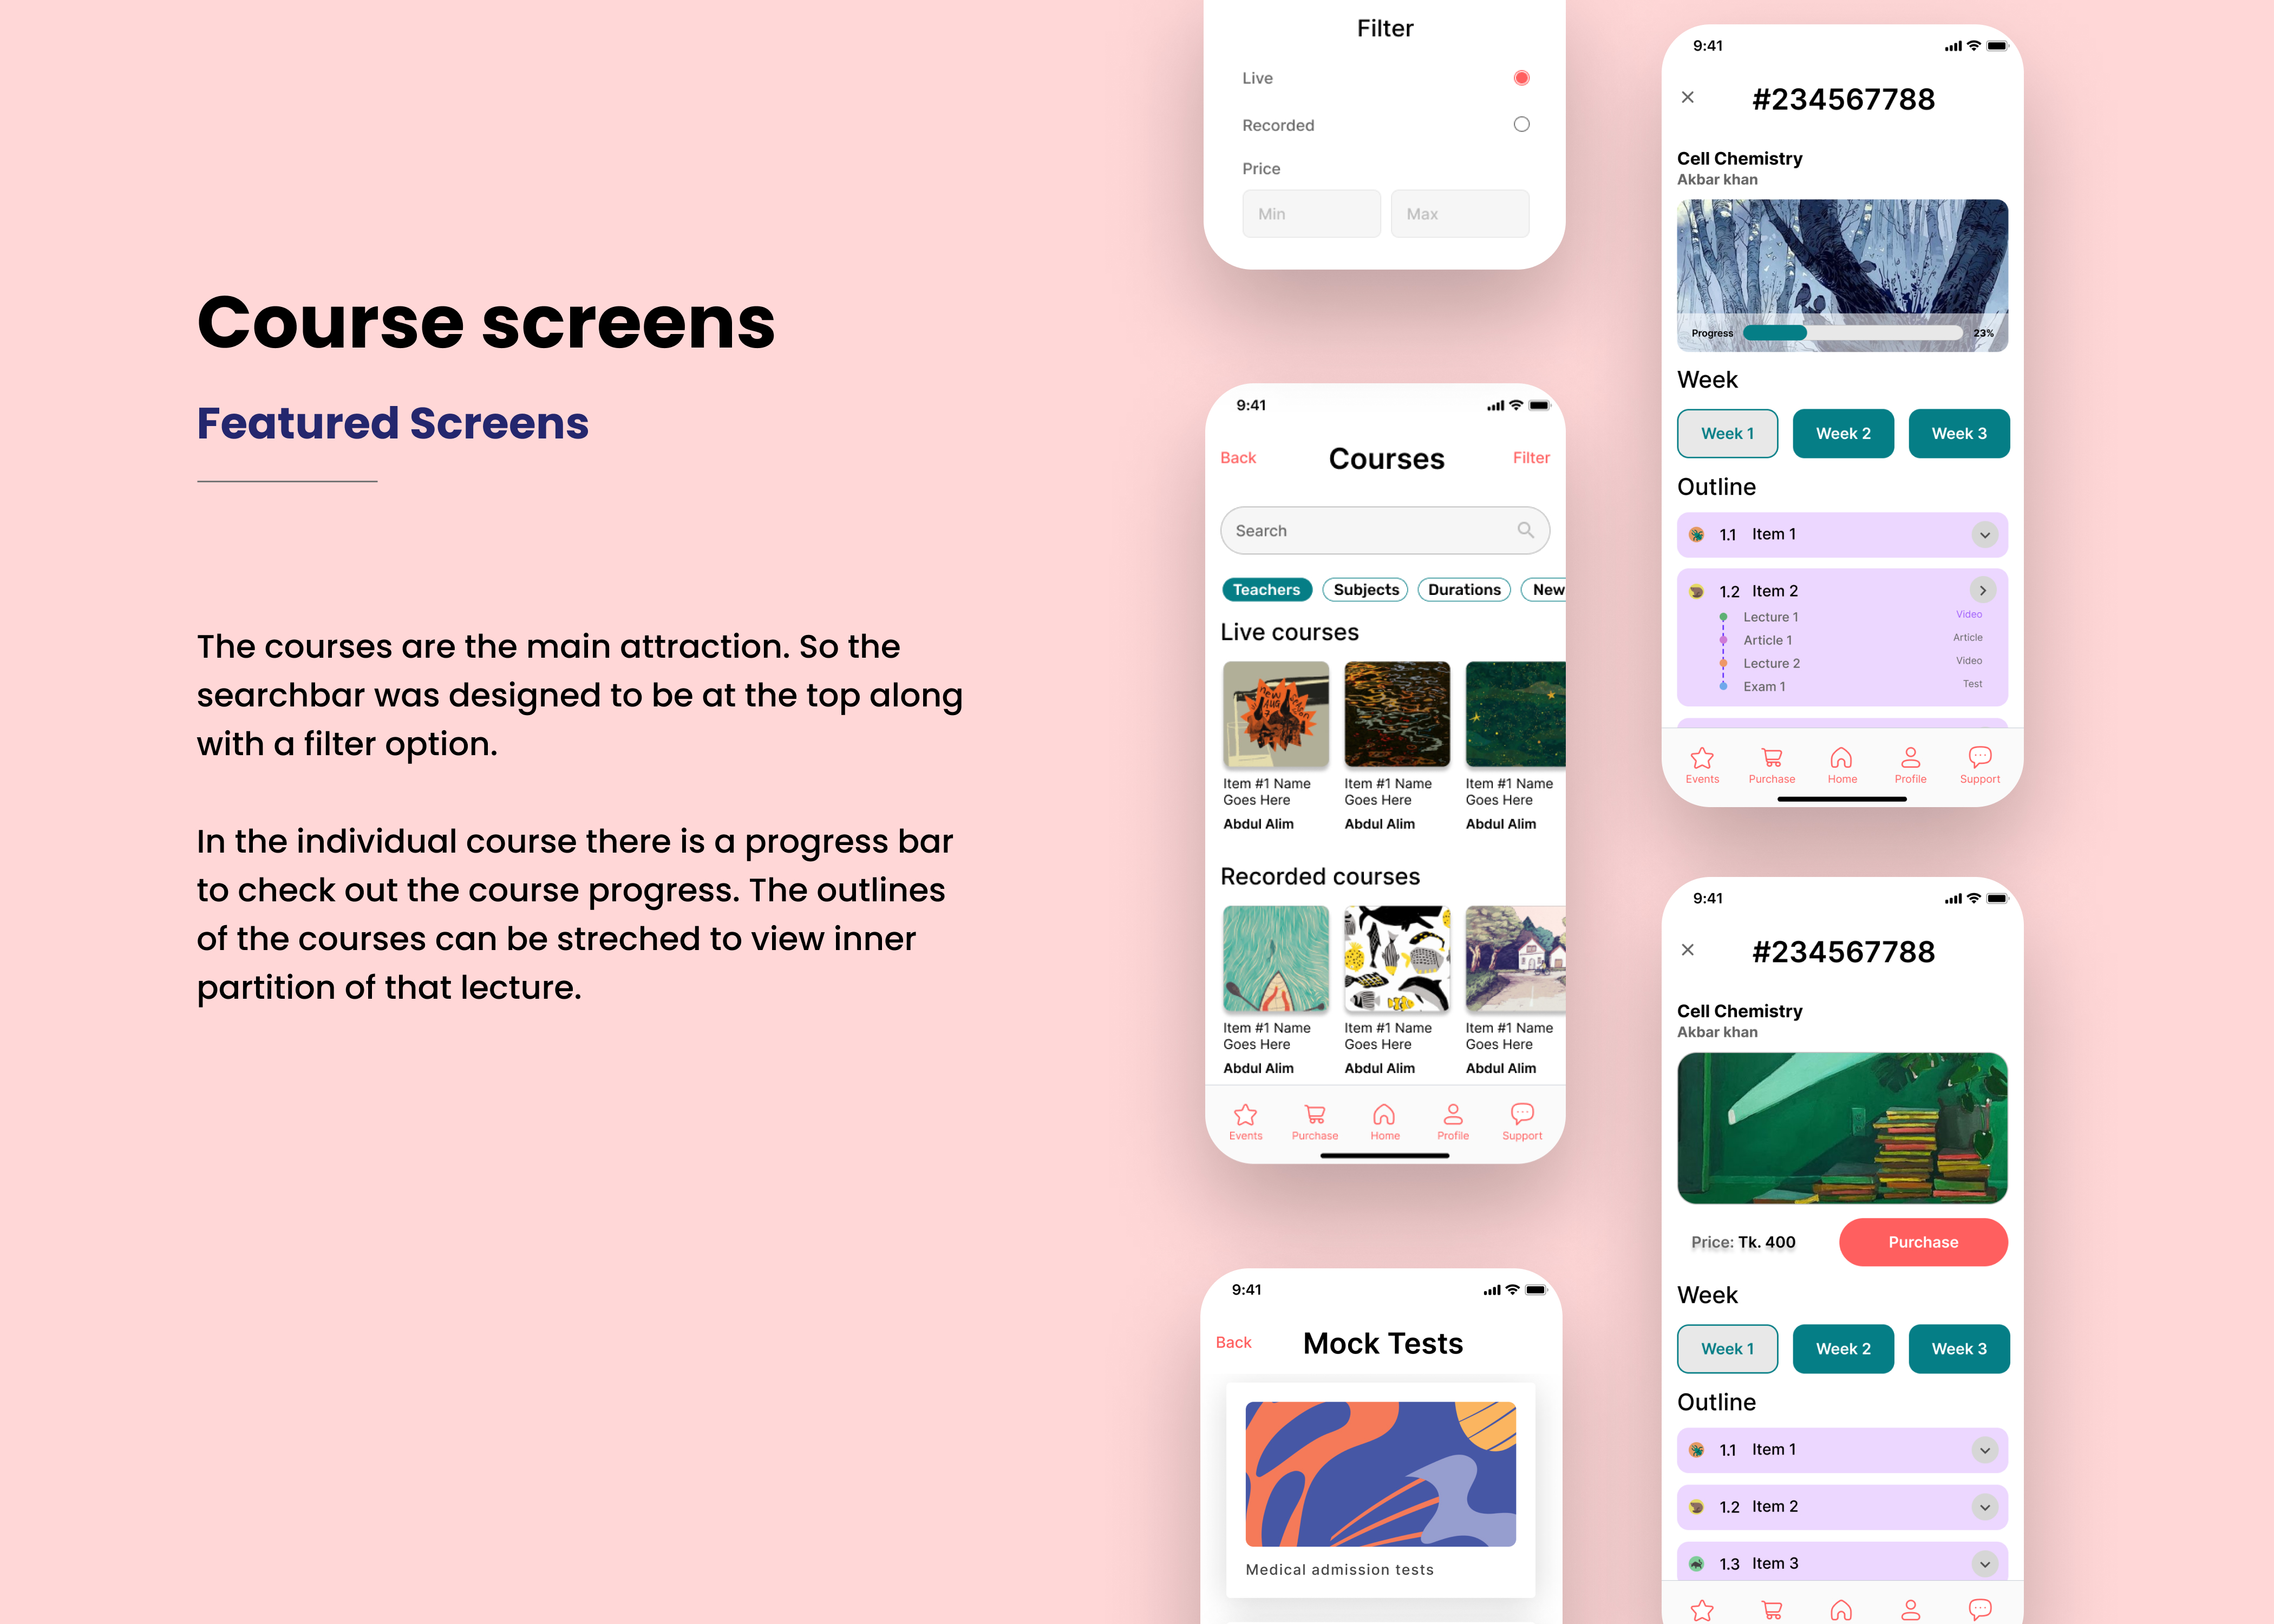 Course screens
Featured Screens
The courses are the main attraction. So the
searchbar was designed to be at the top along
with a filter option.
In the individual course there is a progress bar
to check out the course progress. The outlines
of the courses can be streched to view inner
partition of that lecture.
Filter
Live
Recorded
Price
Min Max
9:41
Back Courses Filter
Search
Teachers Subjects Durations New
Live courses
NEW AUG
Item #1 Name Item #1 Name Item #1 Name
Goes Here Goes Here Goes Here
Abdul Alim Abdul Alim Abdul Alim
Recorded courses
Item #1 Name Item #1 Name Item #1 Name
Goes Here Goes Here Goes Here
Abdul Alim Abdul Alim Abdul Alim
Events Purchase Home Profile Support
9:41
Back Mock Tests
Medical admission tests
9:41
#234567788
Cell Chemistry
Akbar khan
Progress 23%
Week
Week 1 Week 2 Week 3
Outline
1.1 Item 1
1.2 Item 2
Lecture 1 Video
Article 1 Article
Lecture 2 Video
Exam 1 Test
Events Purchase Home Profile Support
9:41
#234567788
Cell Chemistry
Akbar khan
Price: Tk. 400 Purchase
Week
Week 1 Week 2 Week 3
Outline
1.1 Item 1
1.2 Item 2
1.3 Item 3